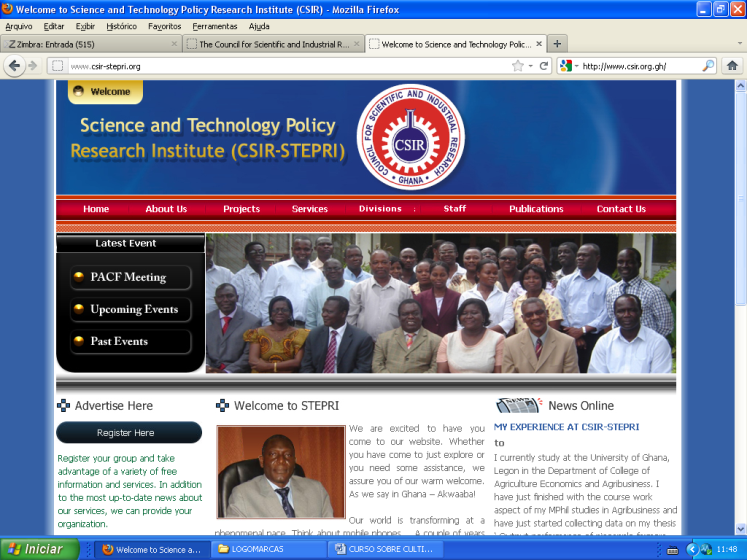 Welcome to Science and Technology Policy Research Institute (CSIR) - Mozilla Firefox
Arquivo Editar Exibir Histórico Favoritos Ferramentas Ajuda
Zimbra: Entrada (515)
The Council for Scientific and Industrial R...
Welcome to Science and Technology Polic...
www.csir-stepri.org
http://www.csir.org.gh/
Welcome
Science and Technology Policy
Research Institute (CSIR-STEPRI)
COUNCIL FOR SCIENTIFIC AND INDUSTRIAL RESEARCH
CSIR
GHANA
Home About Us Projects Services Divisions : Staff Publications Contact Us
Latest Event
PACF Meeting
Upcoming Events
Past Events
Advertise Here
Register Here
Register your group and take
advantage of a variety of free
information and services. In addition
to the most up-to-date news about
our services, we can provide your
organization.
Welcome to STEPRI
We are excited to have you
come to our website. Whether
you have come to just explore or
you need some assistance, we
assure you of our warm welcome.
As we say in Ghana – Akwaaba!
Our world is transforming at a
phenomenal pace. Think about mobile phones. A couple of years
NEWS
News Online
MY EXPERIENCE AT CSIR-STEPRI
to
I currently study at the University of Ghana,
Legon in the Department of College of
Agriculture Economics and Agribusiness. I
have just finished with the course work
aspect of my MPhil studies in Agribusiness and
have just started collecting data on my thesis
Iniciar
Welcome to Science a...
LOGOMARCAS
CURSO SOBRE CULTI...
11:48